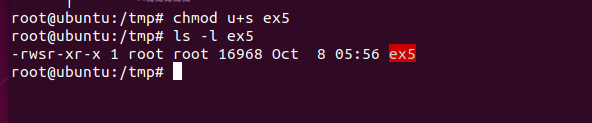 root@ubuntu:/tmp# chmod u+s ex5
root@ubuntu:/tmp# ls -l ex5
-rwsr-xr-x 1 root root 16968 Oct  8 05:56 ex5
root@ubuntu:/tmp#